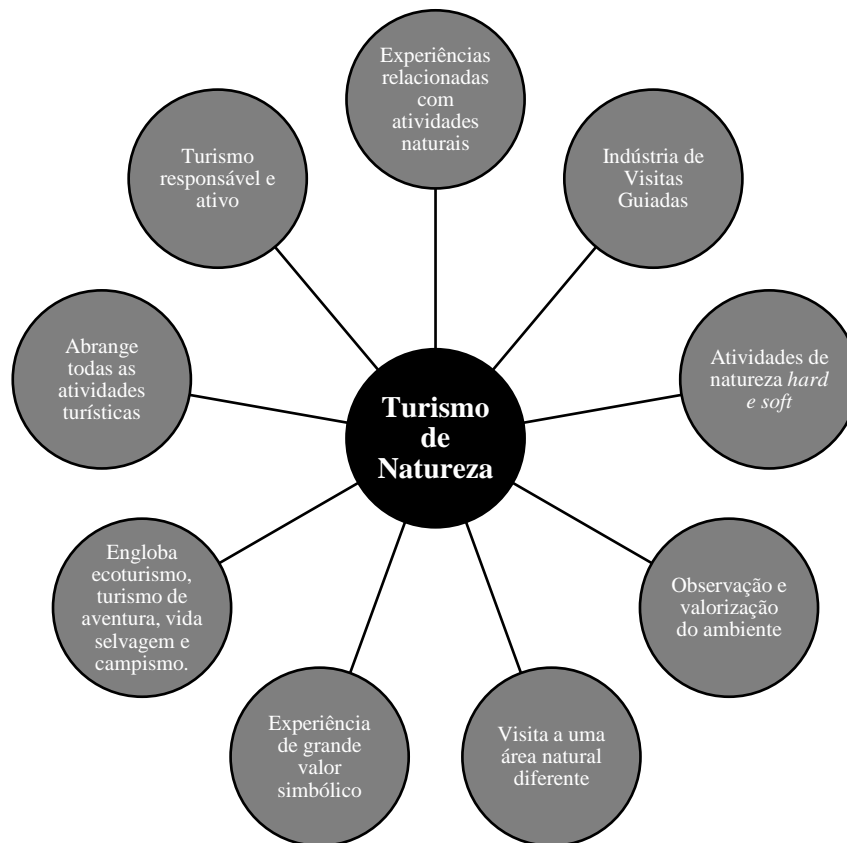 Experiências
relacionadas
com
atividades
naturais
Indústria de
Visitas
Guiadas
Atividades de
natureza hard
e soft
Observação e
valorização
do ambiente
Visita a uma
área natural
diferente
Experiência
de grande
valor
simbólico
Engloba
ecoturismo,
turismo de
aventura, vida
selvagem e
campismo.
Abrange
todas as
atividades
turísticas
Turismo
responsável e
ativo
Turismo
de
Natureza